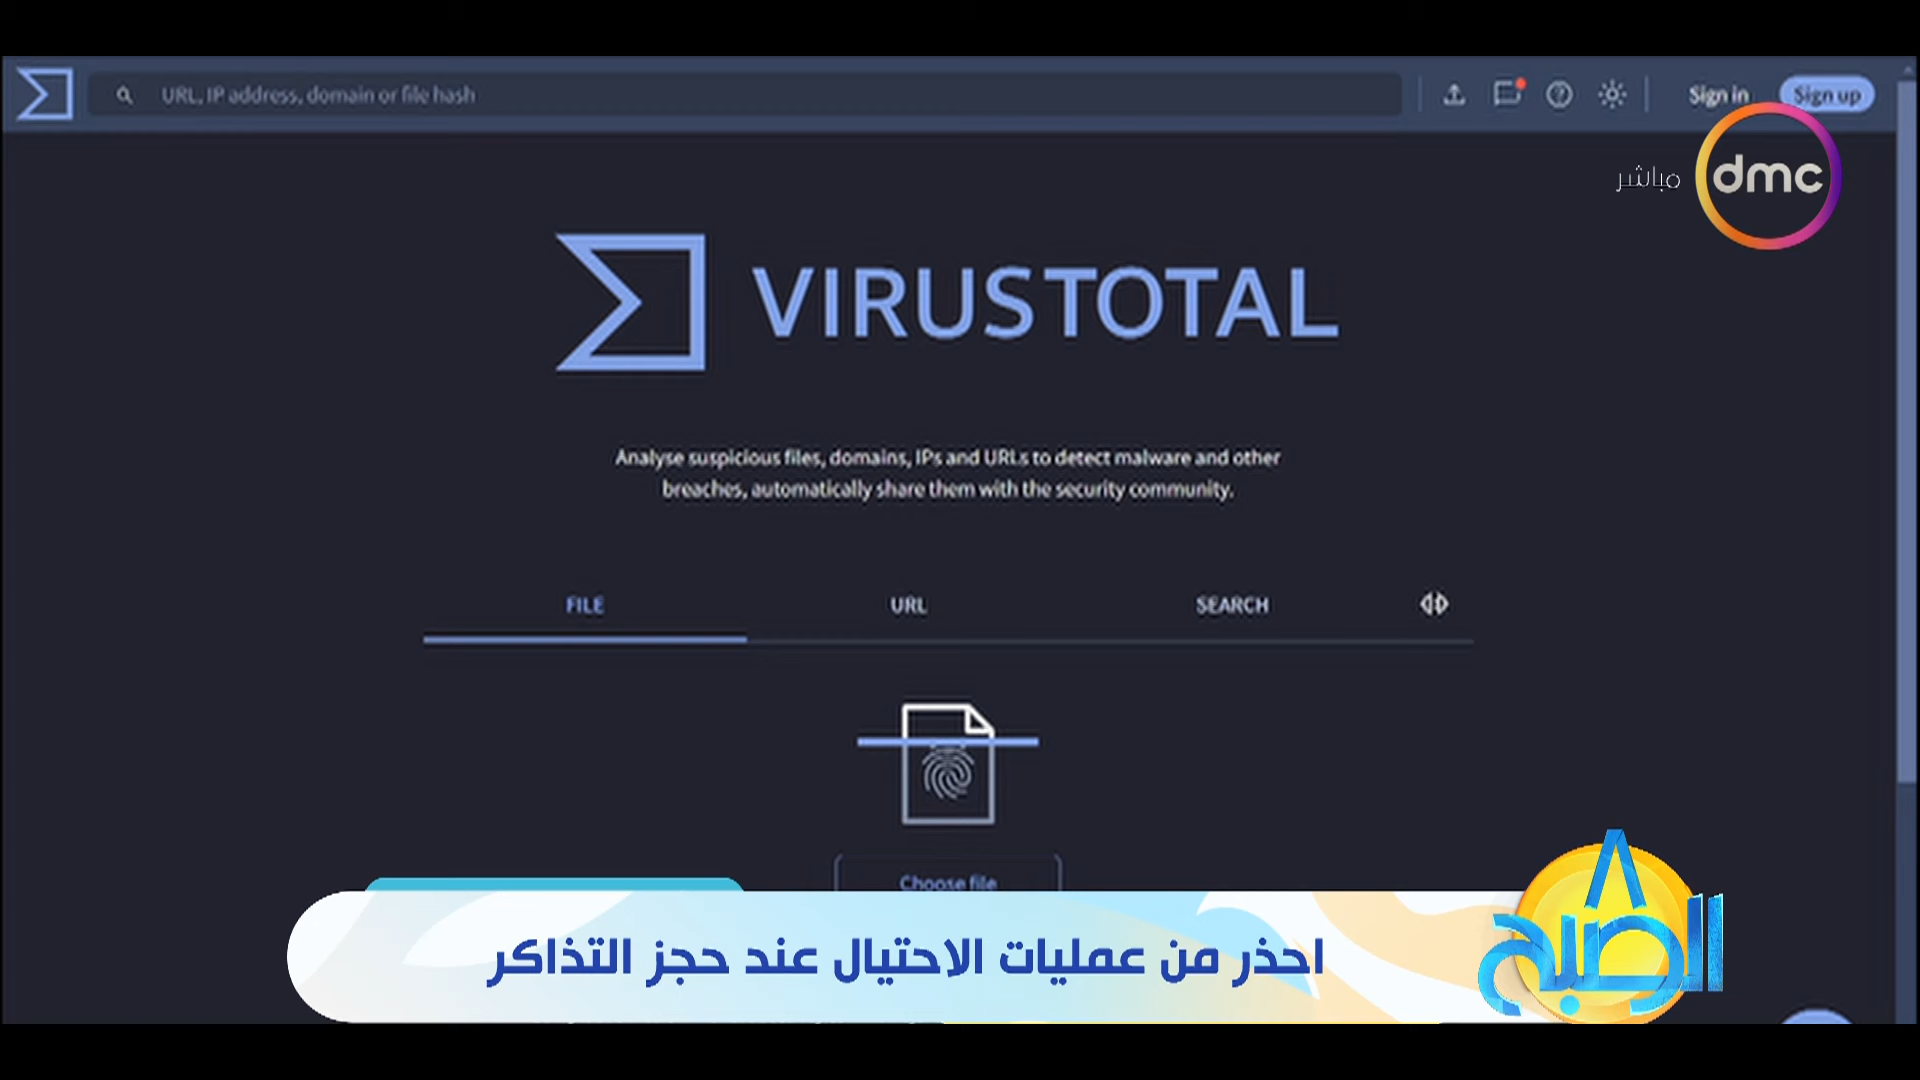 URL, IP address, domain or file hash
Sign in
Sign up
مباشر
dmc
VIRUSTOTAL
Analyse suspicious files, domains, IPs and URLs to detect malware and other
breaches, automatically share them with the security community.
FILE
URL
SEARCH
Choose file
احذر من عمليات الاحتيال عند حجز التذاكر
٨ الصبح